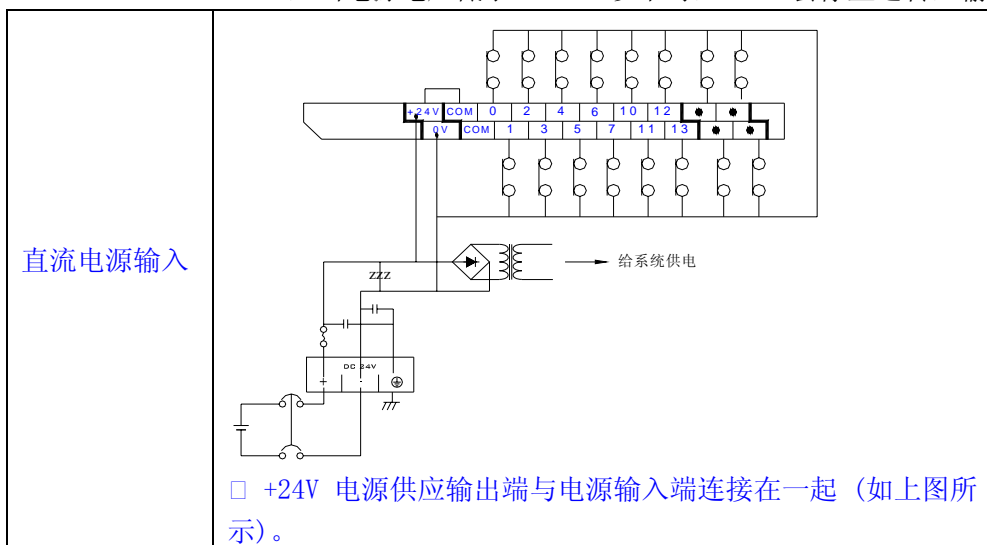 +24V COM 0 2 4 6 10 12
0V COM 1 3 5 7 11 13
直流电源输入
给系统供电
ZZZ
DC 24V
+ -
□ +24V 电源供应输出端与电源输入端连接在一起 (如上图所
示)。